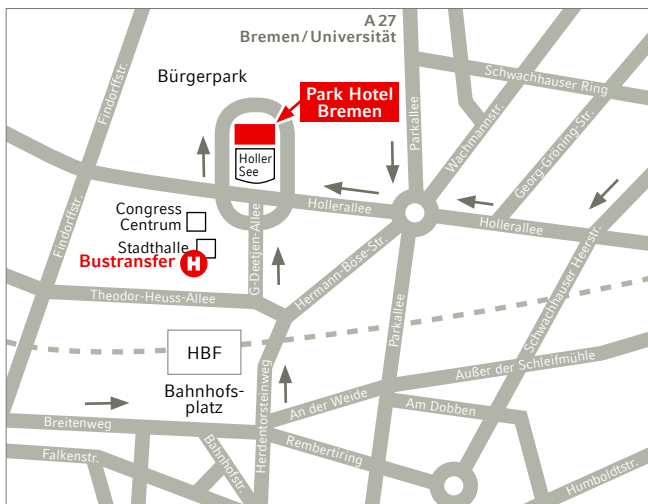 A 27
Bremen/Universität
Bürgerpark
Park Hotel
Bremen
Findorffstr.
Schwachhauser Ring
Parkallee
Wachmannstr.
Georg-Gröning-Str.
Holler
See
Hollerallee
Hollerallee
Congress
Centrum
Stadthalle
Bustransfer
H
Findorffstr.
G-Deetjen-Allee
Hermann-Böse-Str.
Schwachhauser Heerstr.
Theodor-Heuss-Allee
Parkallee
HBF
Außer der Schleifmühle
Bahnhofs-
platz
Herdentorsteinweg
An der Weide
Am Dobben
Breitenweg
Rembertiring
Falkenstr.
Bahnhofstr.
Humboldtstr.